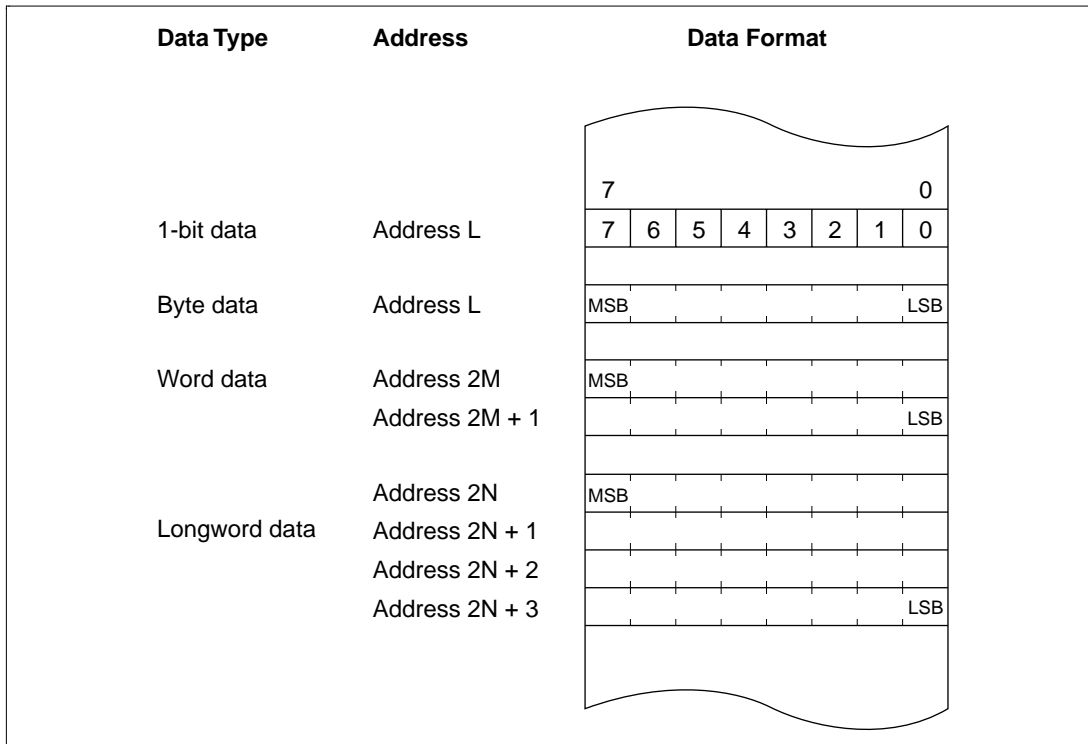 Data Type Address Data Format
7 0
1-bit data Address L 7 6 5 4 3 2 1 0
Byte data Address L MSB LSB
Word data Address 2M MSB
Address 2M + 1 LSB
Address 2N MSB
Longword data Address 2N + 1
Address 2N + 2
Address 2N + 3 LSB